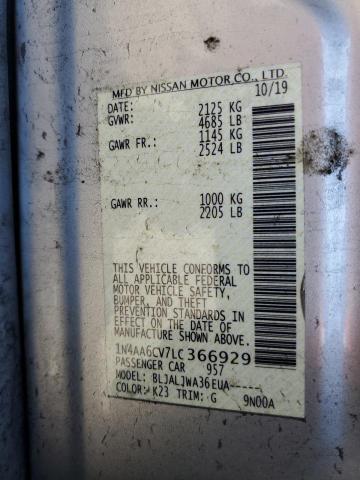 MFD BY NISSAN MOTOR CO., LTD.
10/19
DATE: 2125 KG
GVWR: 4685 LB
GAWR FR.: 1145 KG
2524 LB
GAWR RR.: 1000 KG
2205 LB
THIS VEHICLE CONFORMS TO
ALL APPLICABLE FEDERAL
MOTOR VEHICLE SAFETY,
BUMPER, AND THEFT
PREVENTION STANDARDS IN
EFFECT ON THE DATE OF
MANUFACTURE SHOWN ABOVE.
1N4AA6CV7LC366929
PASSENGER CAR 957
MODEL: BLJALJWA36EUA-----
COLOR: K23 TRIM: G 9N00A